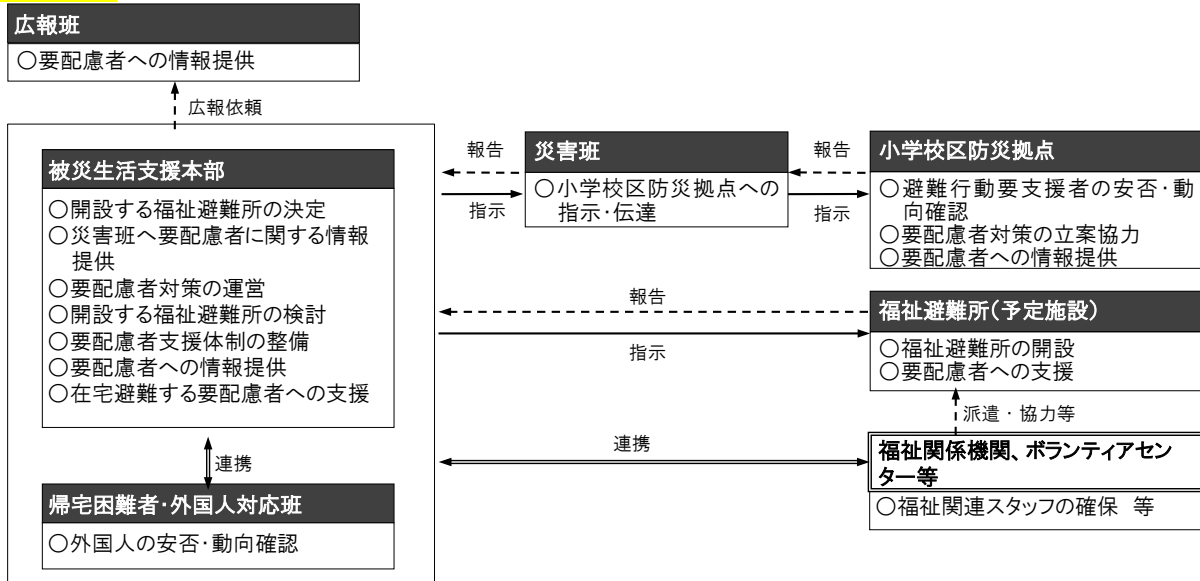 広報班
○要配慮者への情報提供
広報依頼
被災生活支援本部
○開設する福祉避難所の決定
○災害班へ要配慮者に関する情報
提供
○要配慮者対策の運営
○開設する福祉避難所の検討
○要配慮者支援体制の整備
○要配慮者への情報提供
○在宅避難する要配慮者への支援
連携
帰宅困難者・外国人対応班
○外国人の安否・動向確認
報告
指示
災害班
○小学校区防災拠点への
指示・伝達
報告
指示
小学校区防災拠点
○避難行動要支援者の安否・動
向確認
○要配慮者対策の立案協力
○要配慮者への情報提供
報告
指示
福祉避難所(予定施設)
○福祉避難所の開設
○要配慮者への支援
派遣・協力等
連携
福祉関係機関、ボランティアセン
ター等
○福祉関連スタッフの確保 等